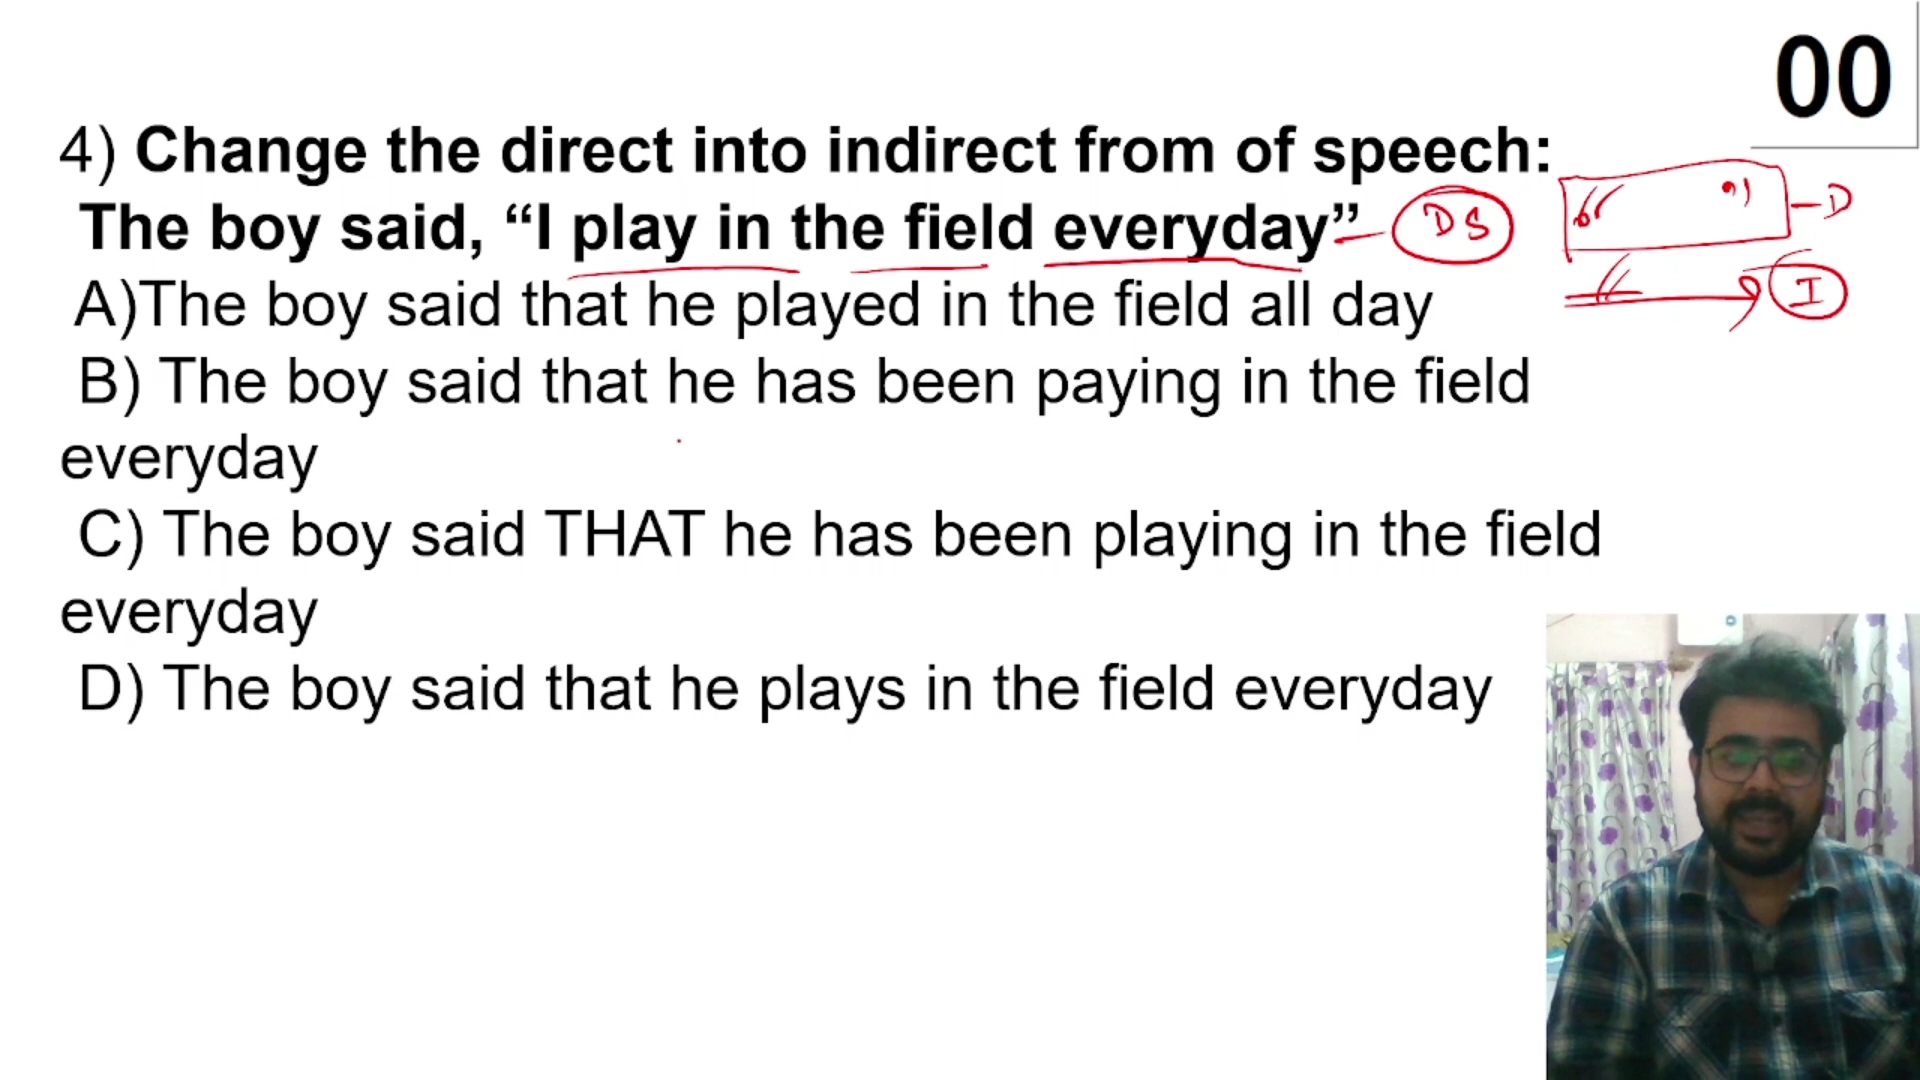 00
4) Change the direct into indirect from of speech:
The boy said, “I play in the field everyday” DS
D
I
A)The boy said that he played in the field all day
B) The boy said that he has been paying in the field
everyday
C) The boy said THAT he has been playing in the field
everyday
D) The boy said that he plays in the field everyday